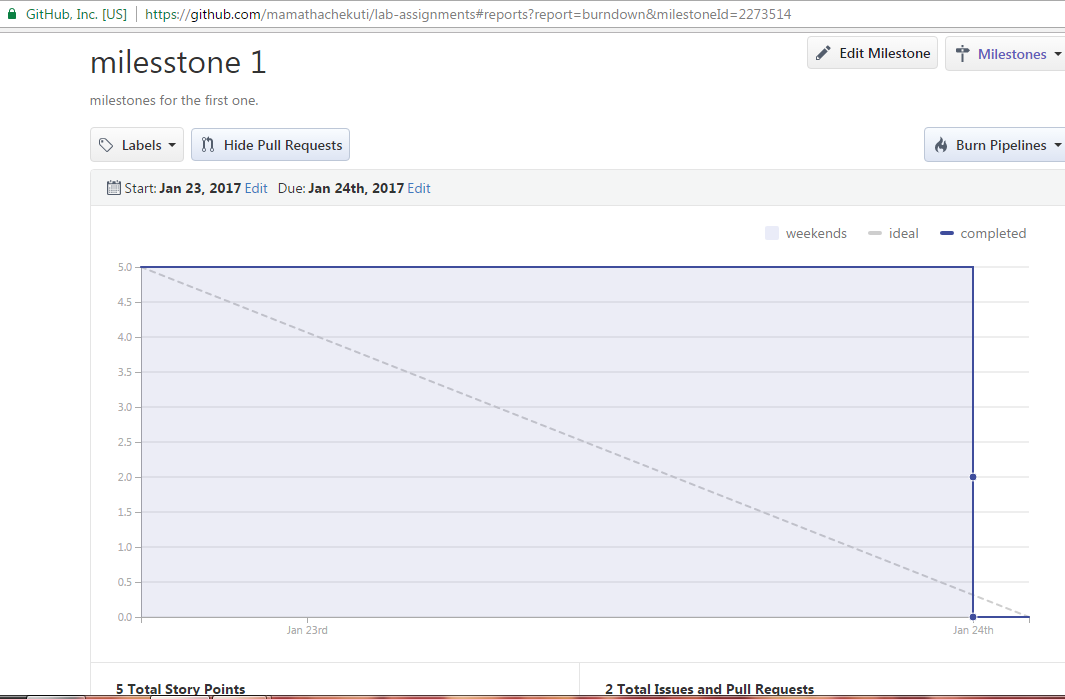 GitHub, Inc. [US] https://github.com/mamathachekuti/lab-assignments#reports?report=burndown&milestoneId=2273514
milesstone 1
Edit Milestone
Milestones
milestones for the first one.
Labels
Hide Pull Requests
Burn Pipelines
Start: Jan 23, 2017 Edit Due: Jan 24th, 2017 Edit
weekends ideal completed
5.0
4.5
4.0
3.5
3.0
2.5
2.0
1.5
1.0
0.5
0.0
Jan 23rd Jan 24th
5 Total Story Points
2 Total Issues and Pull Requests